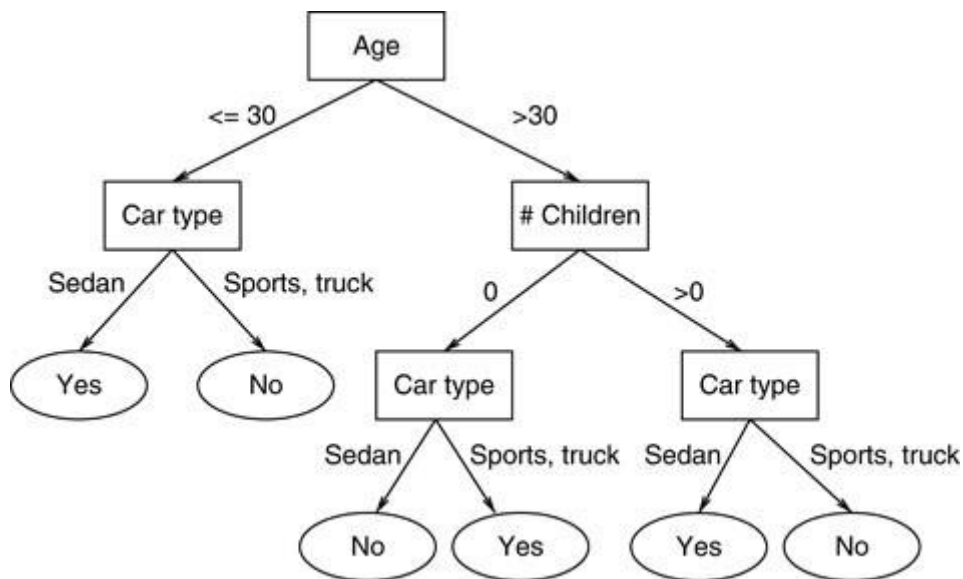 Age
<= 30
>30
Car type
# Children
Sedan
Sports, truck
0
>0
Yes
No
Car type
Car type
Sedan
Sports, truck
Sedan
Sports, truck
No
Yes
Yes
No